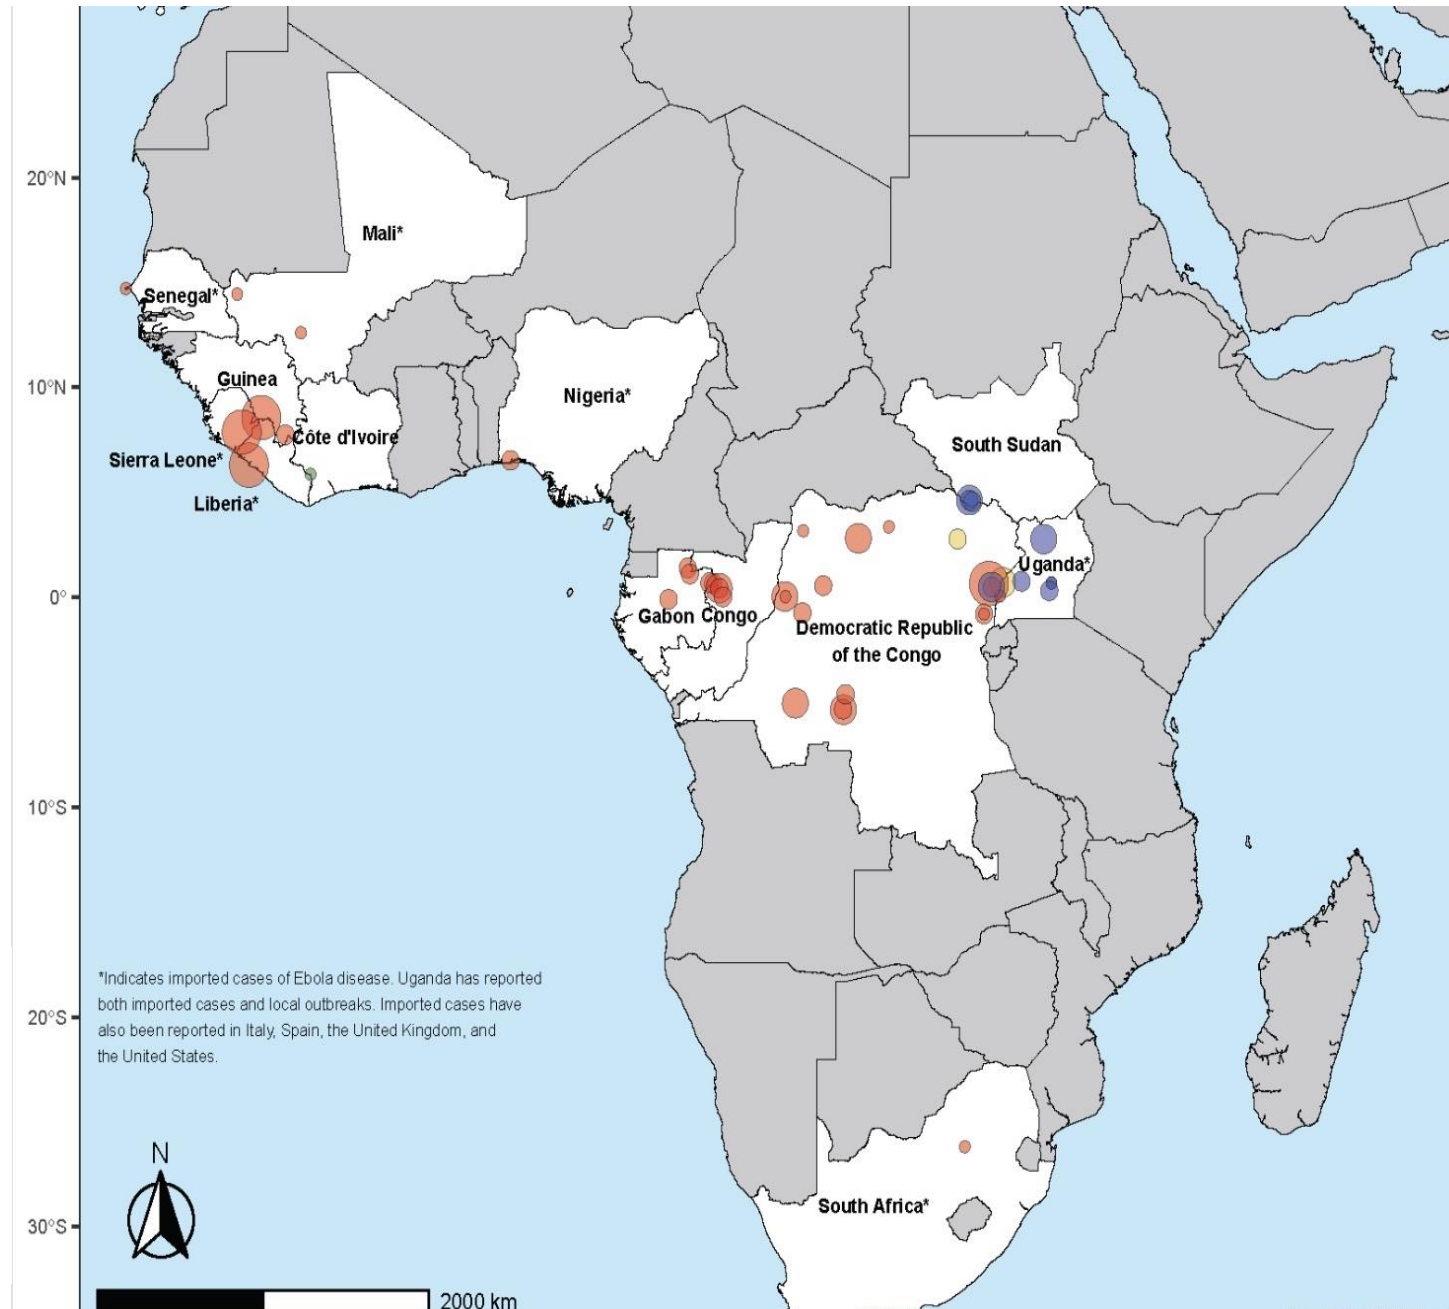 20°N
Mali*
Senegal*
10°N
Guinea
Nigeria*
Côte d'Ivoire
South Sudan
Sierra Leone*
Liberia*
Uganda*
0°
Gabon
Congo
Democratic Republic
of the Congo
10°S
*Indicates imported cases of Ebola disease. Uganda has reported
both imported cases and local outbreaks. Imported cases have
also been reported in Italy, Spain, the United Kingdom, and
the United States.
20°S
N
South Africa*
30°S
2000 km